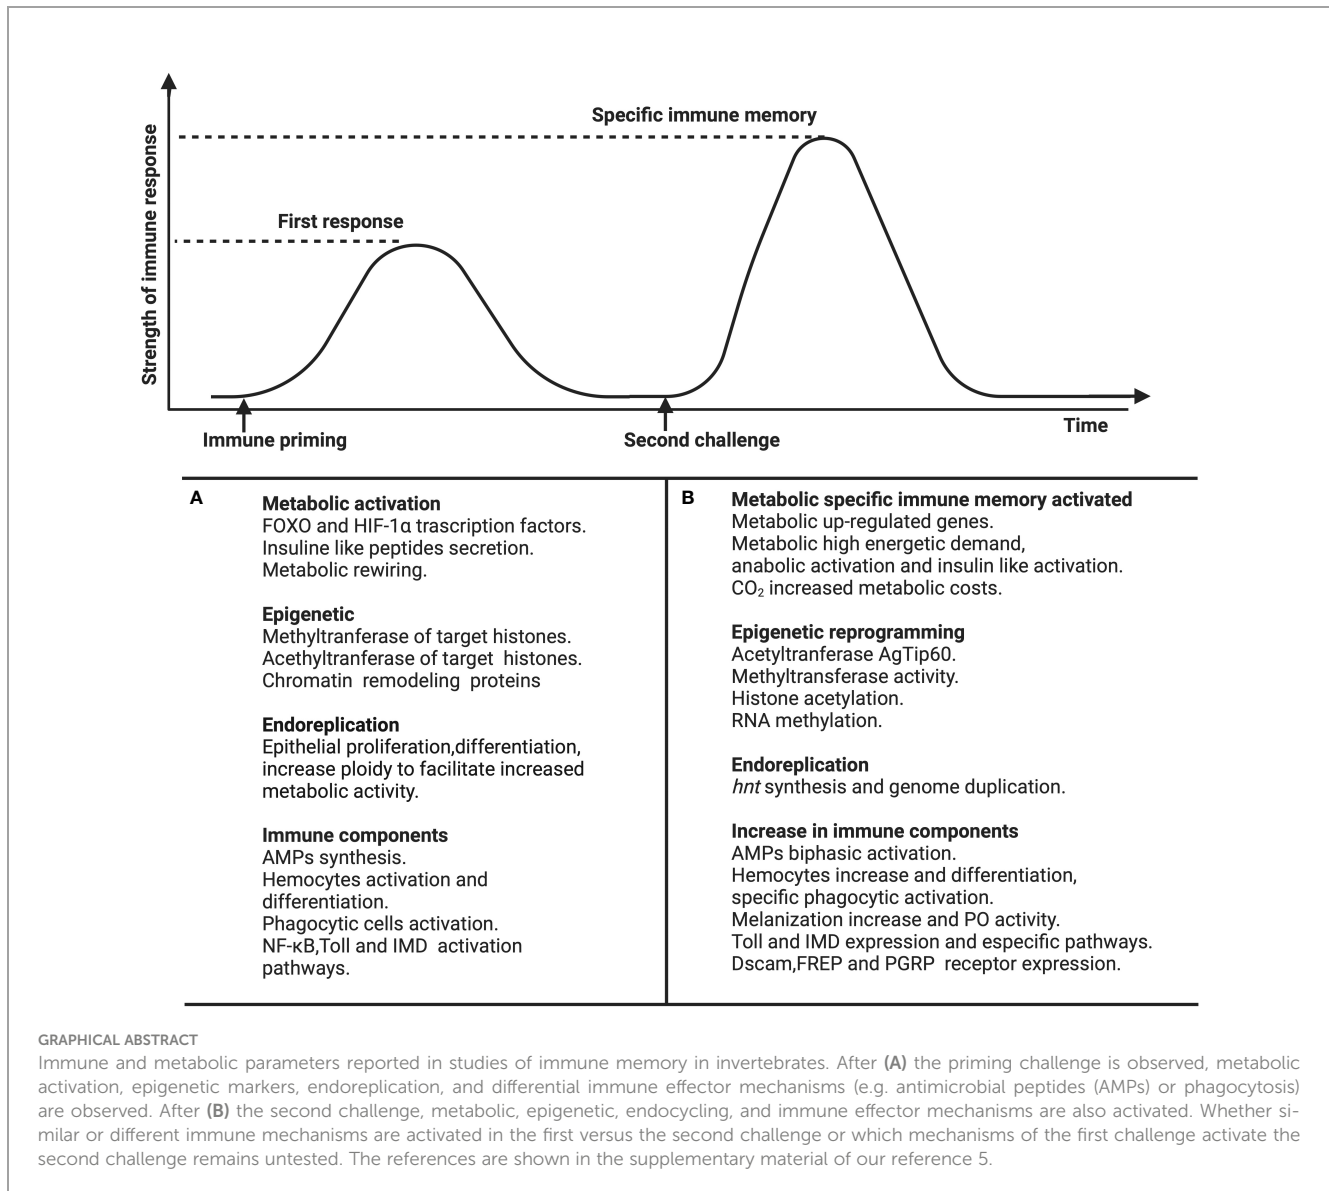 Specific immune memory
First response
Strength of immune response
Immune priming
Second challenge
Time
A
Metabolic activation
FOXO and HIF-1α trascription factors.
Insuline like peptides secretion.
Metabolic rewiring.
Epigenetic
Methyltranferase of target histones.
Acethyltranferase of target histones.
Chromatin remodeling proteins
Endoreplication
Epithelial proliferation,differentiation,
increase ploidy to facilitate increased
metabolic activity.
Immune components
AMPs synthesis.
Hemocytes activation and
differentiation.
Phagocytic cells activation.
NF-κB,Toll and IMD activation
pathways.
B
Metabolic specific immune memory activated
Metabolic up-regulated genes.
Metabolic high energetic demand,
anabolic activation and insulin like activation.
CO₂ increased metabolic costs.
Epigenetic reprogramming
Acetyltranferase AgTip60.
Methyltransferase activity.
Histone acetylation.
RNA methylation.
Endoreplication
hnt synthesis and genome duplication.
Increase in immune components
AMPs biphasic activation.
Hemocytes increase and differentiation,
specific phagocytic activation.
Melanization increase and PO activity.
Toll and IMD expression and especific pathways.
Dscam,FREP and PGRP receptor expression.
GRAPHICAL ABSTRACT
Immune and metabolic parameters reported in studies of immune memory in invertebrates. After (A) the priming challenge is observed, metabolic
activation, epigenetic markers, endoreplication, and differential immune effector mechanisms (e.g. antimicrobial peptides (AMPs) or phagocytosis)
are observed. After (B) the second challenge, metabolic, epigenetic, endocycling, and immune effector mechanisms are also activated. Whether si-
milar or different immune mechanisms are activated in the first versus the second challenge or which mechanisms of the first challenge activate the
second challenge remains untested. The references are shown in the supplementary material of our reference 5.